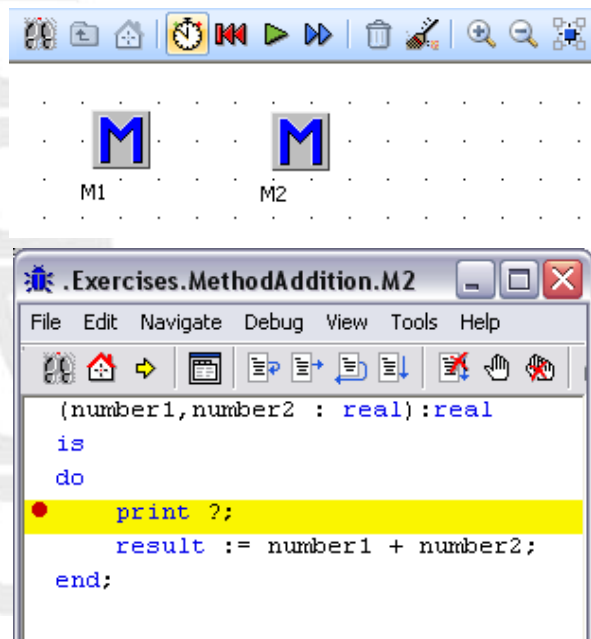 M1 M2
.Exercises.MethodAddition.M2
File Edit Navigate Debug View Tools Help
(number1,number2 : real):real
is
do
print ?;
result := number1 + number2;
end;